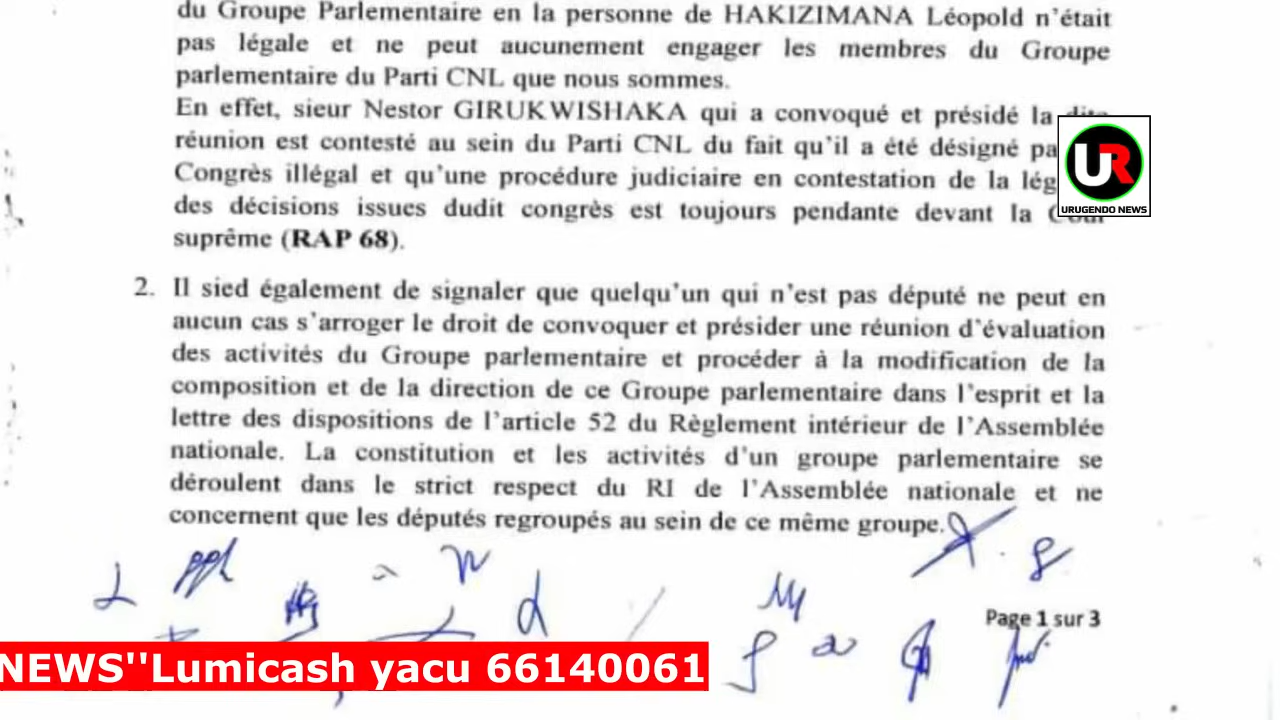 du Groupe Parlementaire en la personne de HAKIZIMANA Léopold n'était
pas légale et ne peut aucunement engager les membres du Groupe
parlementaire du Parti CNL que nous sommes.
En effet, sieur Nestor GIRUKWISHAKA qui a convoqué et présidé la dite
réunion est contesté au sein du Parti CNL du fait qu'il a été désigné pa
Congrès illégal et qu'une procédure judiciaire en contestation de la lég
des décisions issues dudit congrès est toujours pendante devant la Cour
suprême (RAP 68).
UR
URUGENDO NEWS
2. Il sied également de signaler que quelqu'un qui n'est pas député ne peut en
aucun cas s'arroger le droit de convoquer et présider une réunion d'évaluation
des activités du Groupe parlementaire et procéder à la modification de la
composition et de la direction de ce Groupe parlementaire dans l'esprit et la
lettre des dispositions de l'article 52 du Règlement intérieur de l'Assemblée
nationale. La constitution et les activités d'un groupe parlementaire se
déroulent dans le strict respect du RI de l'Assemblée nationale et ne
concernent que les députés regroupés au sein de ce même groupe.
Page 1 sur 3
NEWS''Lumicash yacu 66140061